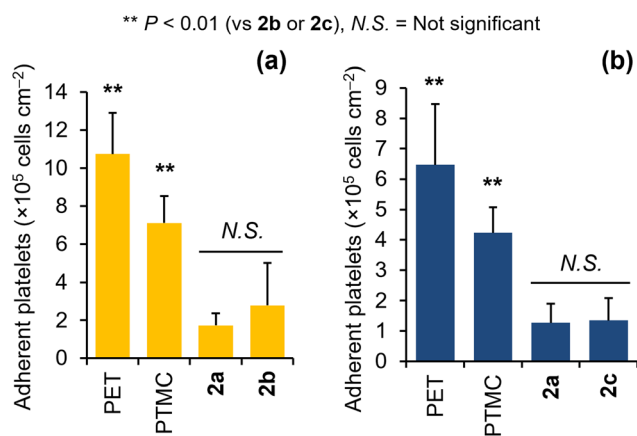 ** P < 0.01 (vs 2b or 2c), N.S. = Not significant
(a)
Adherent platelets (×10⁵ cells cm⁻²)
14
12
10
8
6
4
2
0
**
**
N.S.
PET
PTMC
2a
2b
(b)
Adherent platelets (×10⁵ cells cm⁻²)
9
8
7
6
5
4
3
2
1
0
**
**
N.S.
PET
PTMC
2a
2c